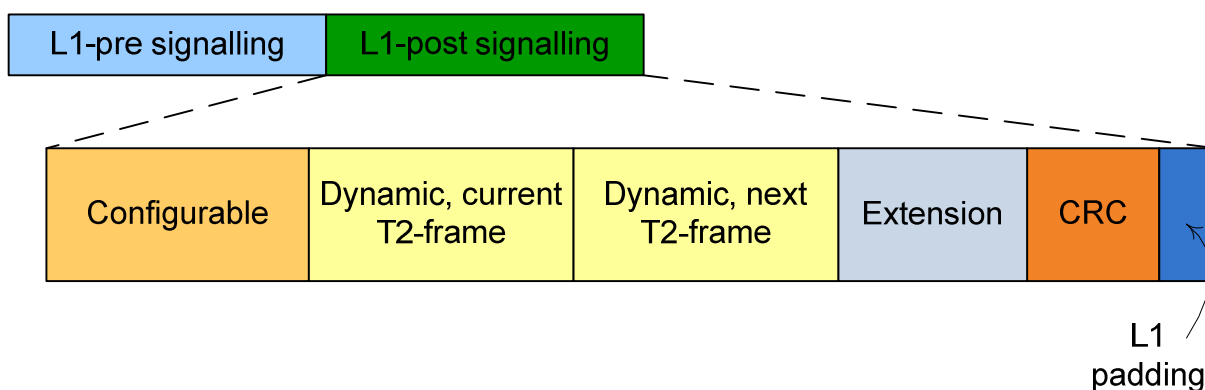 L1-pre signalling L1-post signalling
Configurable
Dynamic, current
T2-frame
Dynamic, next
T2-frame
Extension
CRC
L1
padding